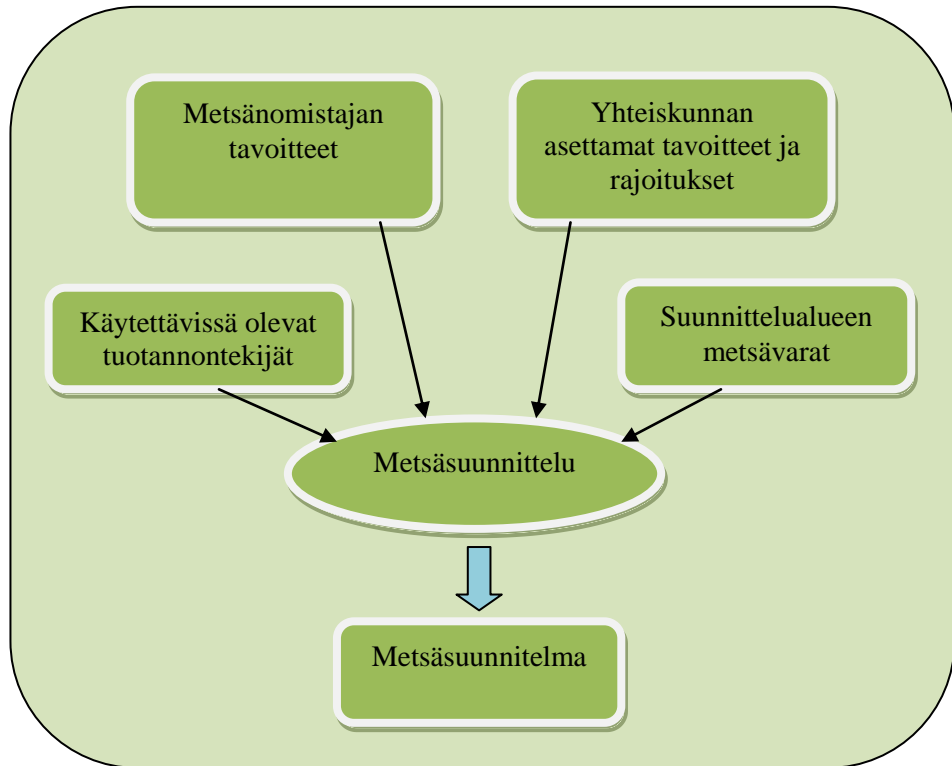 Metsänomistajan
tavoitteet
Yhteiskunnan
asettamat tavoitteet ja
rajoitukset
Käytettävissä olevat
tuotannontekijät
Suunnittelualueen
metsävarat
Metsäsuunnittelu
Metsäsuunnitelma